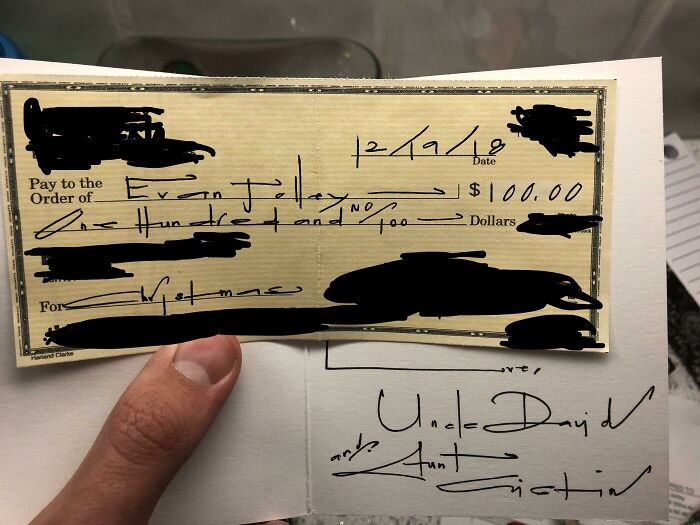 12/19/18
Date
Pay to the
Order of Evan Jolley $ 100.00
One Hundred and NO/100 Dollars
For Christmas
Harland Clarke
Love,
Uncle David
and Aunt